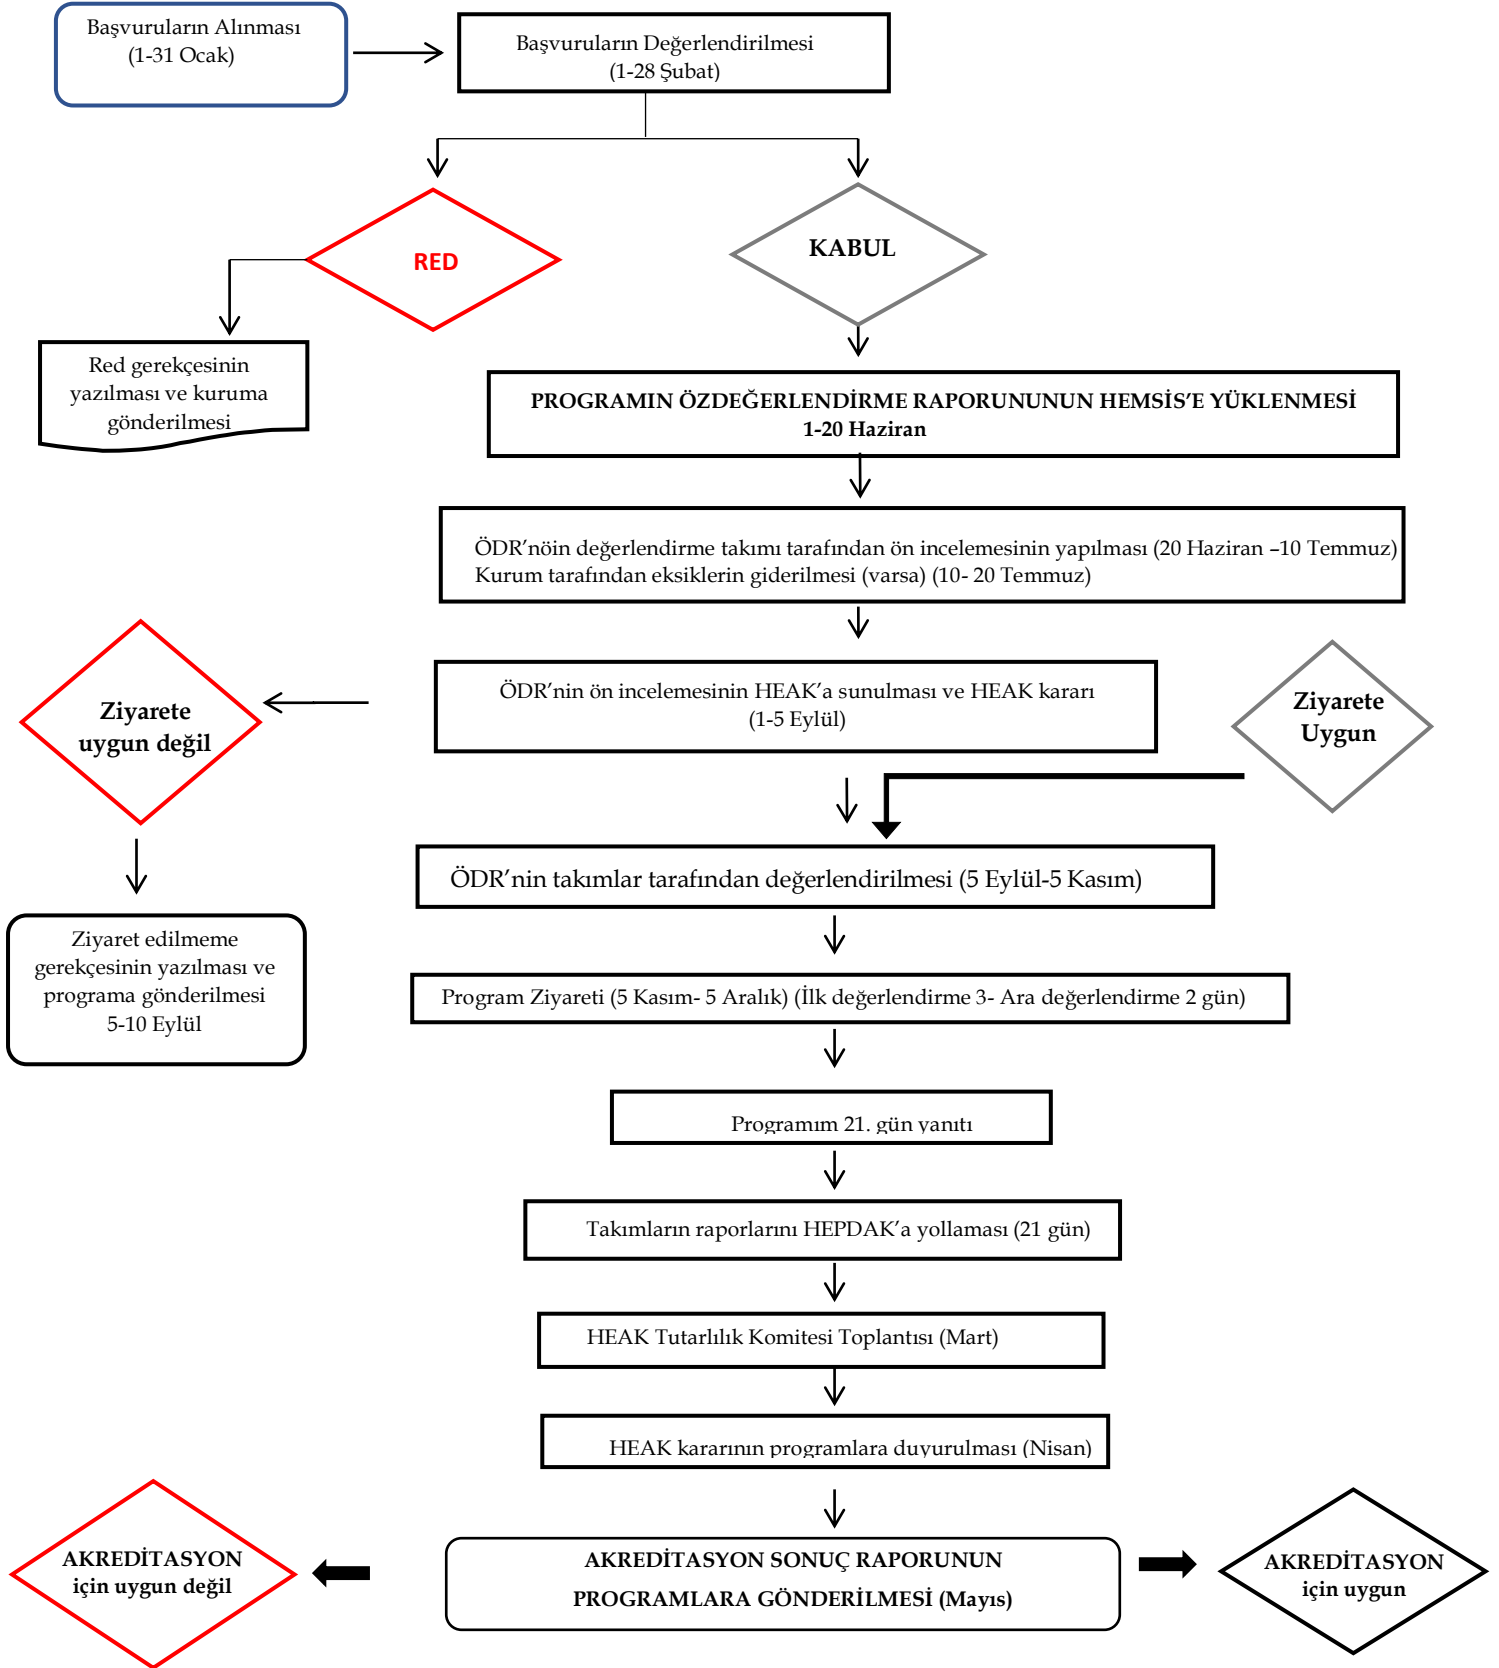 Başvuruların Alınması
(1-31 Ocak)
Başvuruların Değerlendirilmesi
(1-28 Şubat)
RED
KABUL
Red gerekçesinin
yazılması ve kuruma
gönderilmesi
PROGRAMIN ÖZDEĞERLENDİRME RAPORUNUNUN HEMSİS’E YÜKLENMESİ
1-20 Haziran
ÖDR’nöin değerlendirme takımı tarafından ön incelemesinin yapılması (20 Haziran –10 Temmuz)
Kurum tarafından eksiklerin giderilmesi (varsa) (10- 20 Temmuz)
Ziyarete
uygun değil
ÖDR’nin ön incelemesinin HEAK’a sunulması ve HEAK kararı
(1-5 Eylül)
Ziyarete
Uygun
ÖDR’nin takımlar tarafından değerlendirilmesi (5 Eylül-5 Kasım)
Ziyaret edilmeme
gerekçesinin yazılması ve
programa gönderilmesi
5-10 Eylül
Program Ziyareti (5 Kasım- 5 Aralık) (İlk değerlendirme 3- Ara değerlendirme 2 gün)
Programım 21. gün yanıtı
Takımların raporlarını HEPDAK’a yollaması (21 gün)
HEAK Tutarlılık Komitesi Toplantısı (Mart)
HEAK kararının programlara duyurulması (Nisan)
AKREDİTASYON
için uygun değil
AKREDİTASYON SONUÇ RAPORUNUN
PROGRAMLARA GÖNDERİLMESİ (Mayıs)
AKREDİTASYON
için uygun